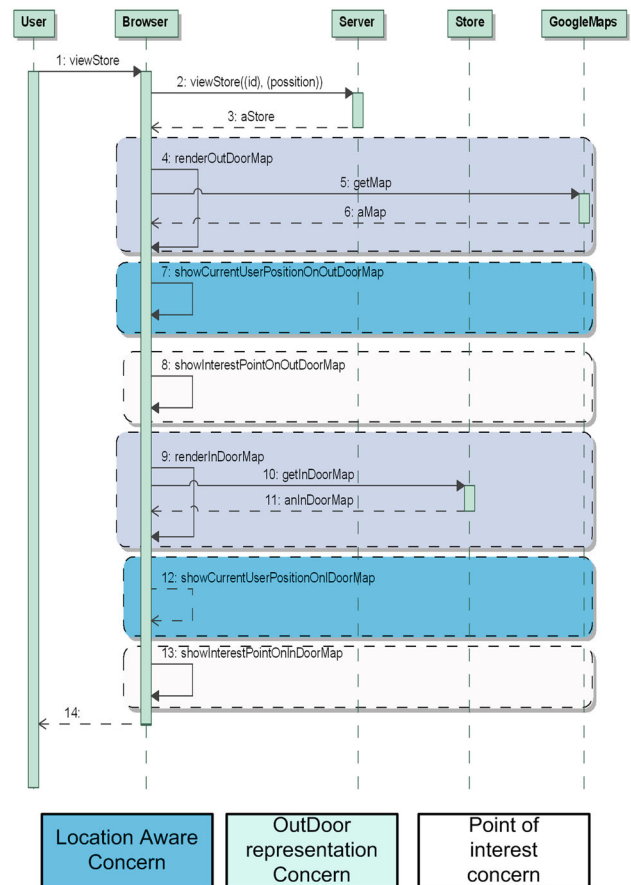 User Browser Server Store GoogleMaps
1: viewStore
2: viewStore((id), (possition))
3: aStore
4: renderOutDoorMap
5: getMap
6: aMap
7: showCurrentUserPositionOnOutDoorMap
8: showInterestPointOnOutDoorMap
9: renderInDoorMap
10: getInDoorMap
11: anInDoorMap
12: showCurrentUserPositionOnIDoorMap
13: showInterestPointOnInDoorMap
14:
Location Aware
Concern
OutDoor
representation
Concern
Point of
interest
concern